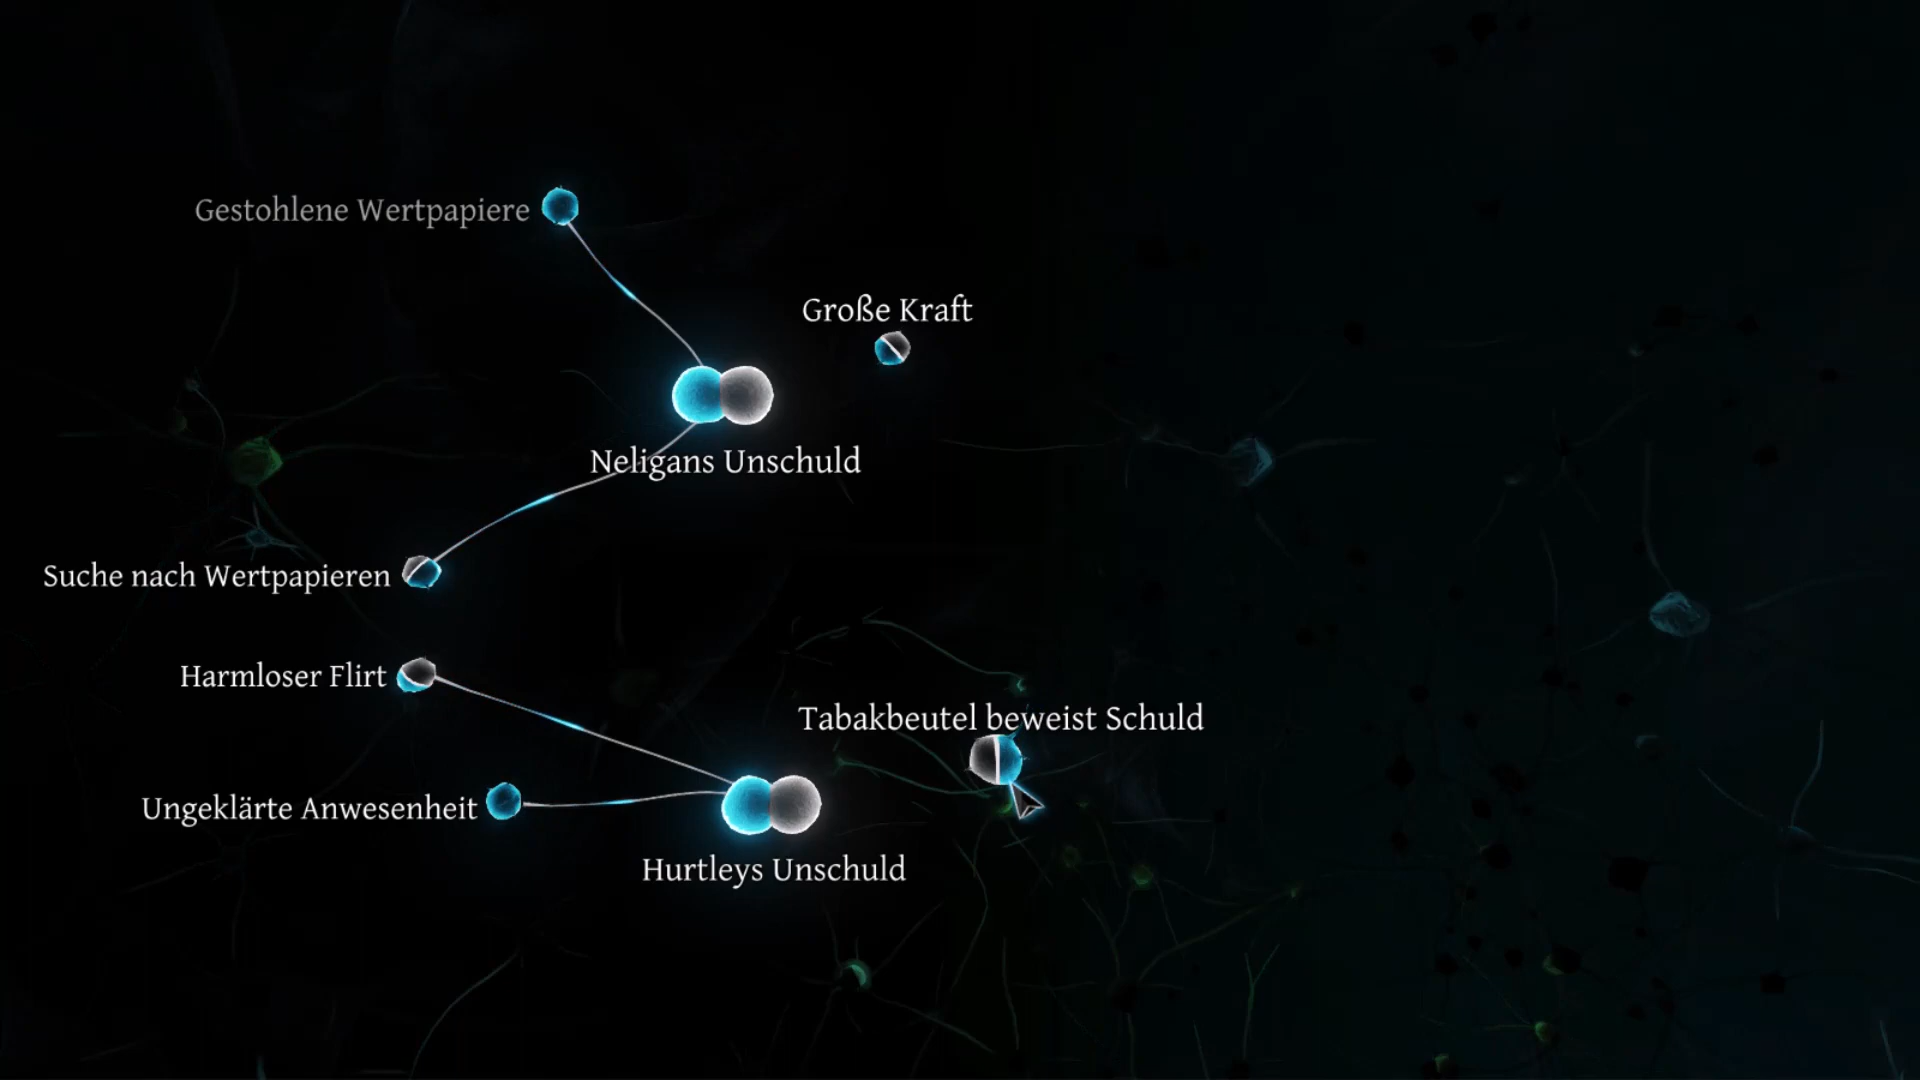 Gestohlene Wertpapiere
Große Kraft
Neligans Unschuld
Suche nach Wertpapieren
Harmloser Flirt
Tabakbeutel beweist Schuld
Ungeklärte Anwesenheit
Hurtleys Unschuld